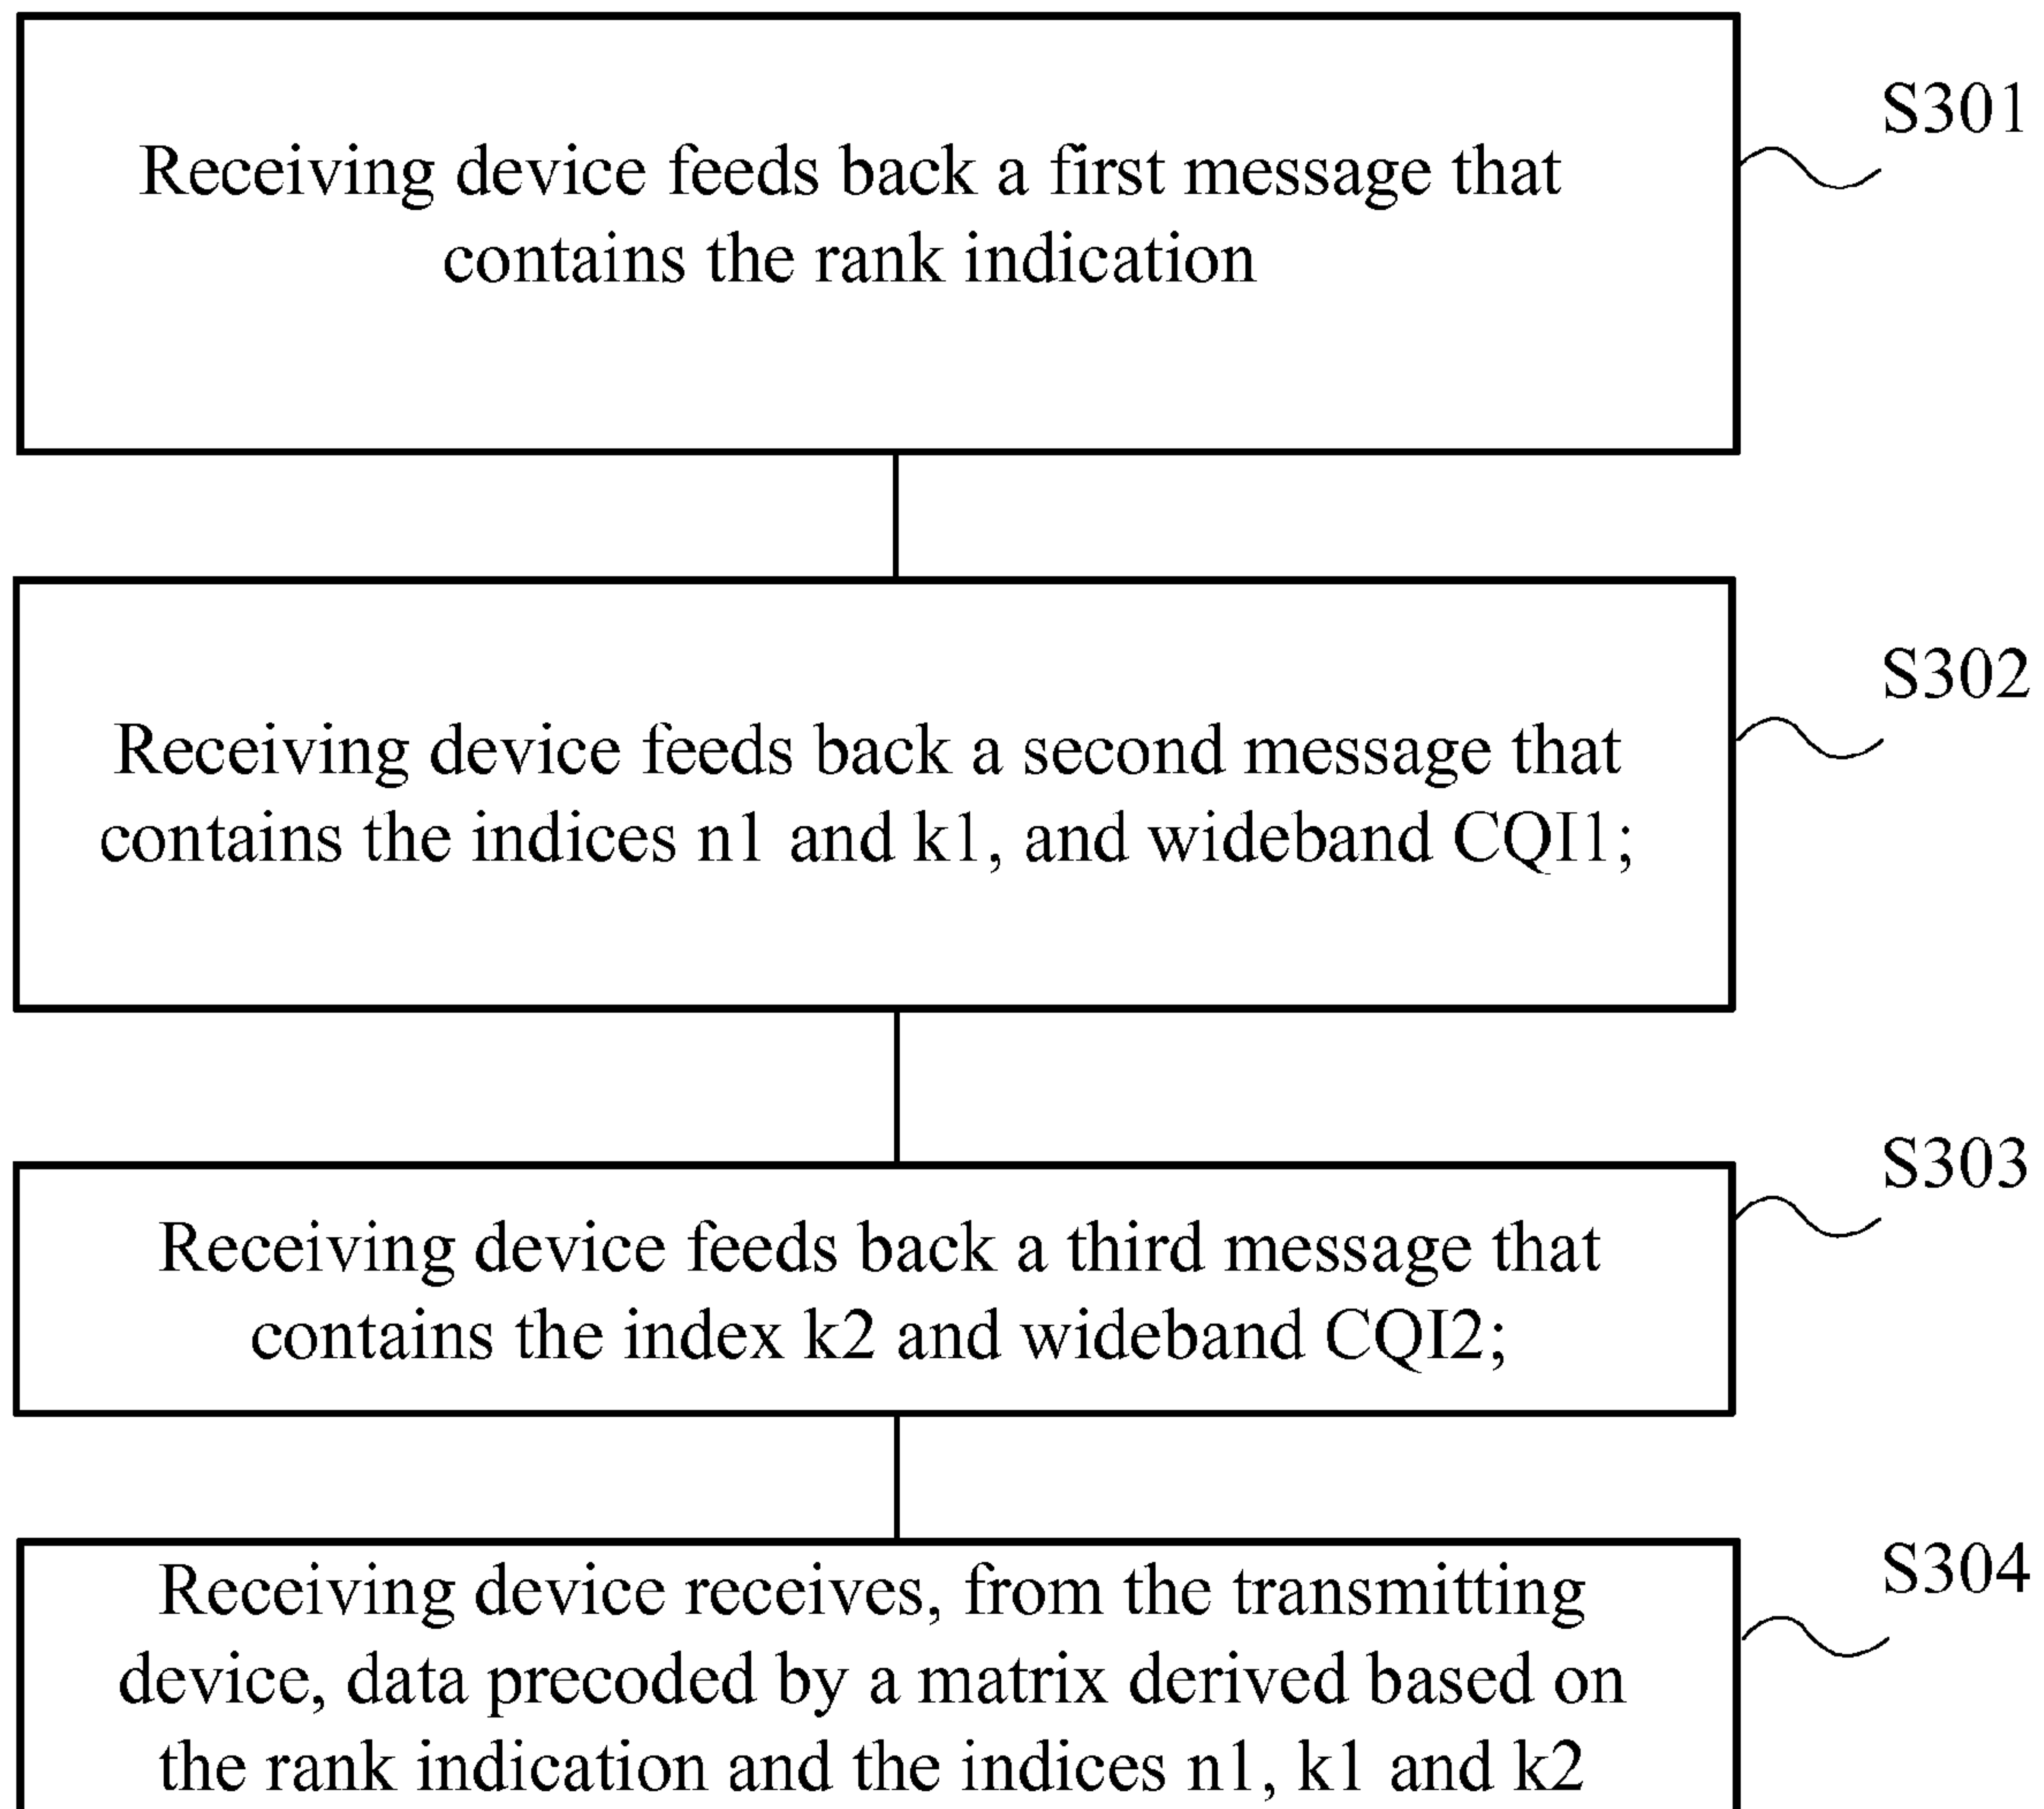 S301
Receiving device feeds back a first message that
contains the rank indication
S302
Receiving device feeds back a second message that
contains the indices n1 and k1, and wideband CQI1;
S303
Receiving device feeds back a third message that
contains the index k2 and wideband CQI2;
S304
Receiving device receives, from the transmitting
device, data precoded by a matrix derived based on
the rank indication and the indices n1, k1 and k2